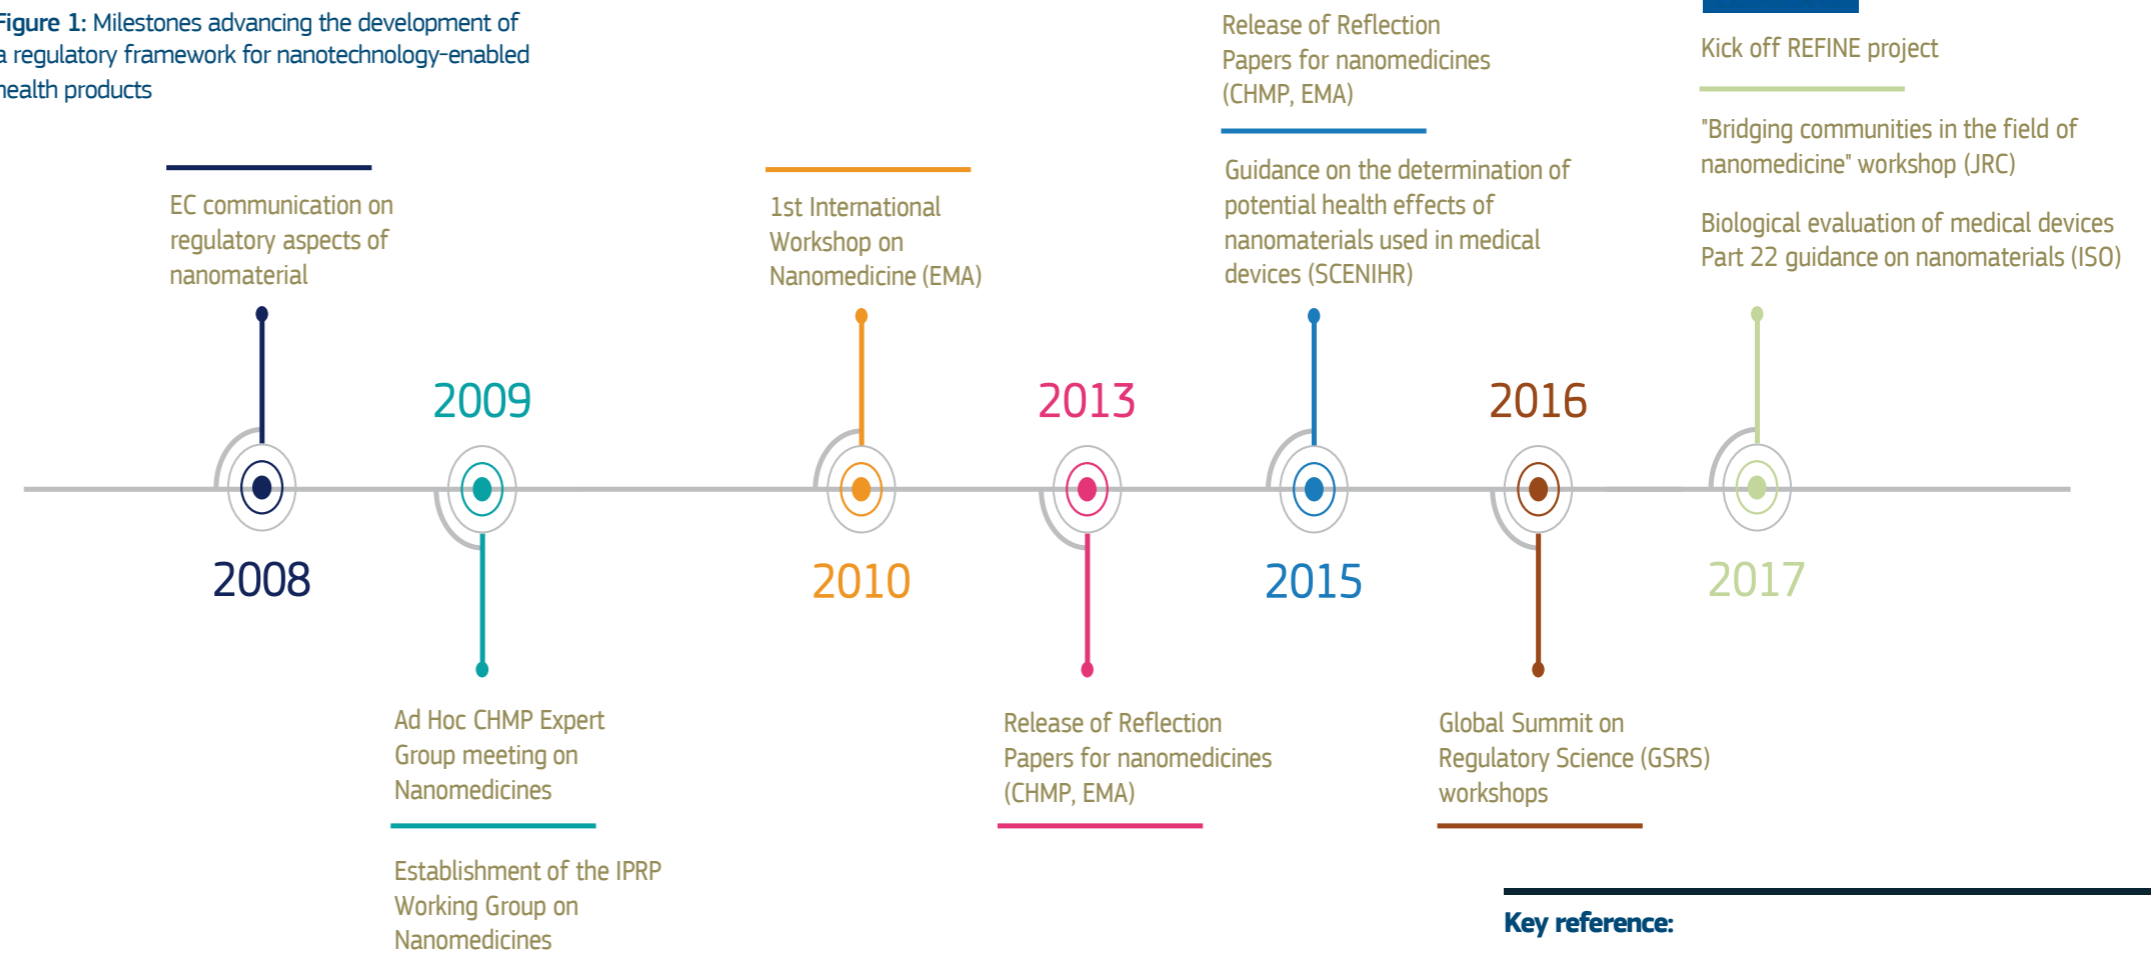 Figure 1: Milestones advancing the development of
a regulatory framework for nanotechnology-enabled
health products
EC communication on
regulatory aspects of
nanomaterial
2008
2009
Ad Hoc CHMP Expert
Group meeting on
Nanomedicines
Establishment of the IPRP
Working Group on
Nanomedicines
1st International
Workshop on
Nanomedicine (EMA)
2010
2013
Release of Reflection
Papers for nanomedicines
(CHMP, EMA)
Release of Reflection
Papers for nanomedicines
(CHMP, EMA)
Guidance on the determination of
potential health effects of
nanomaterials used in medical
devices (SCENIHR)
2015
2016
Global Summit on
Regulatory Science (GSRS)
workshops
Kick off REFINE project
"Bridging communities in the field of
nanomedicine" workshop (JRC)
Biological evaluation of medical devices
Part 22 guidance on nanomaterials (ISO)
2017
Key reference: